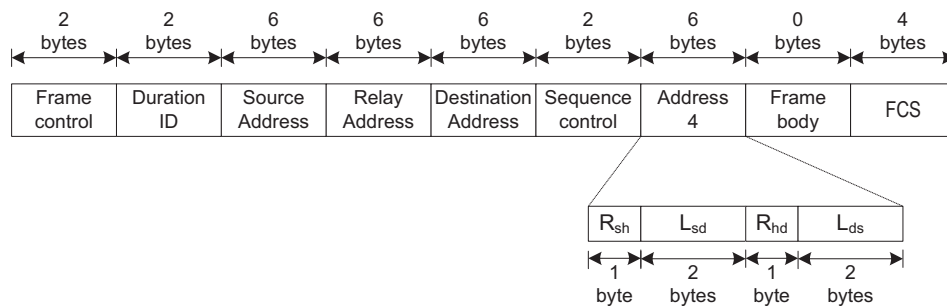 2 bytes
2 bytes
6 bytes
6 bytes
6 bytes
2 bytes
6 bytes
0 bytes
4 bytes
Frame control
Duration ID
Source Address
Relay Address
Destination Address
Sequence control
Address 4
Frame body
FCS
Rsh
Lsd
Rhd
Lds
1 byte
2 bytes
1 byte
2 bytes